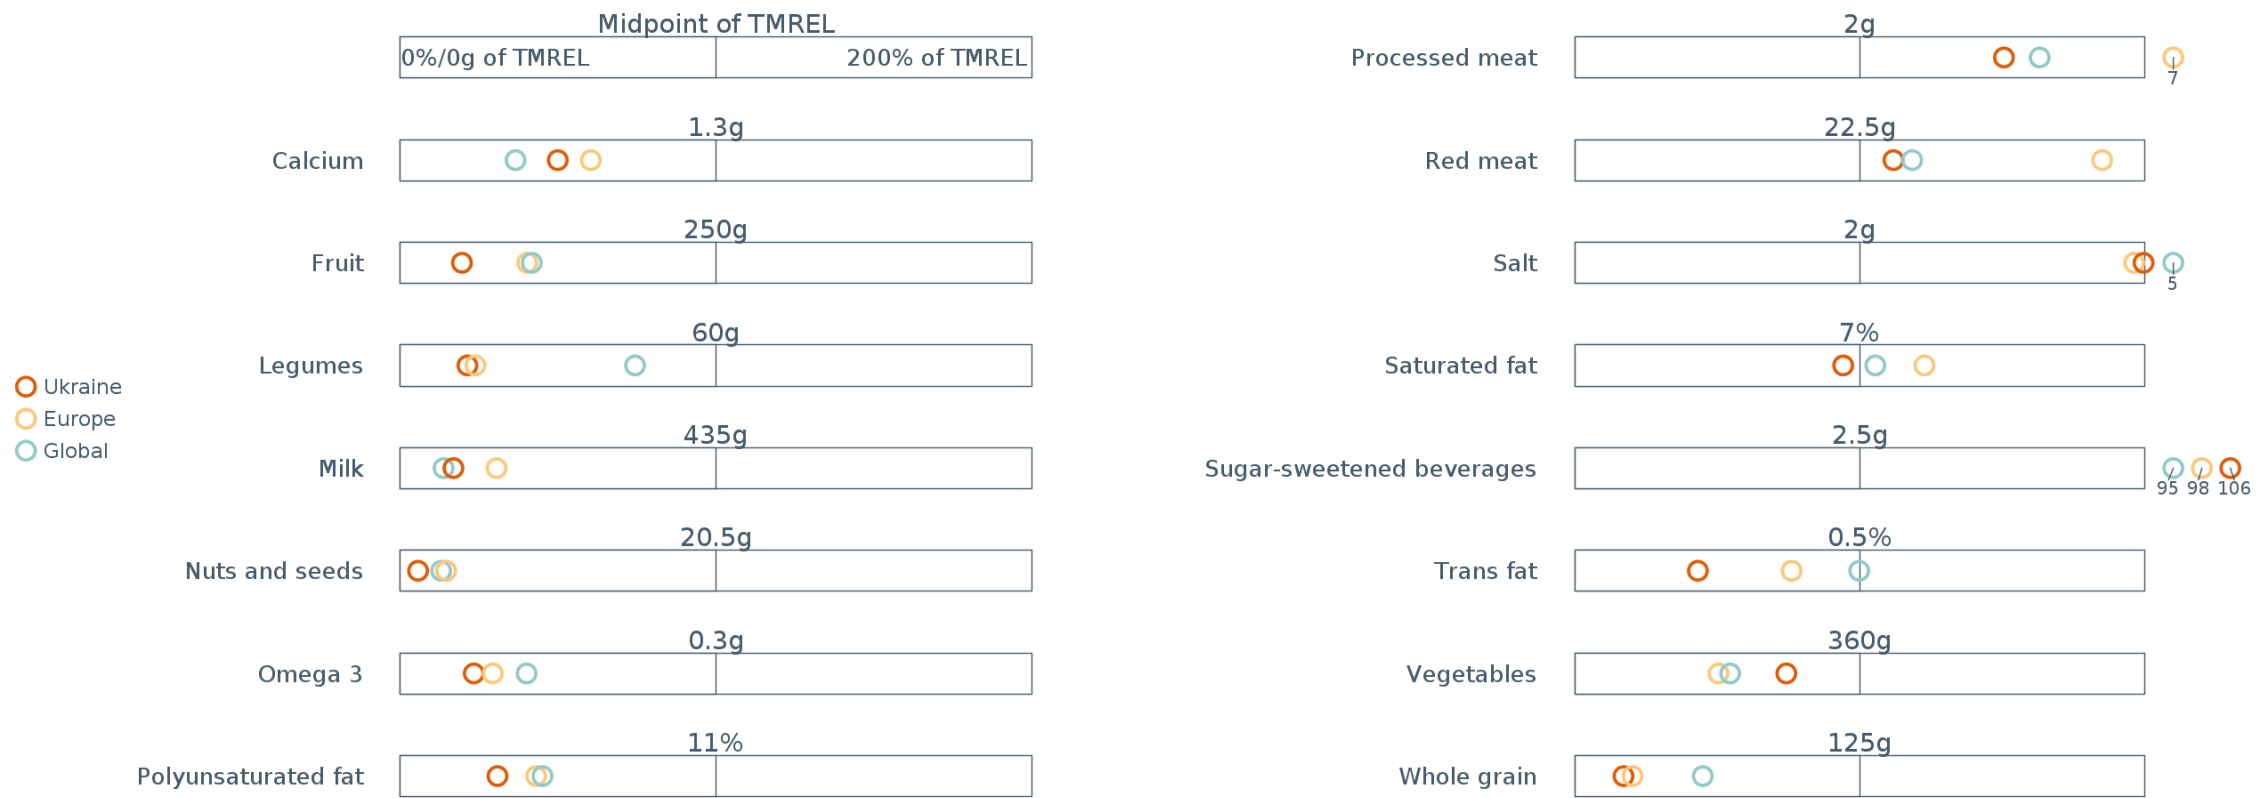 Midpoint of TMREL
0%/0g of TMREL
200% of TMREL
Calcium
1.3g
Fruit
250g
Legumes
60g
Milk
435g
Nuts and seeds
20.5g
Omega 3
0.3g
Polyunsaturated fat
11%
Ukraine
Europe
Global
Processed meat
2g
7
Red meat
22.5g
Salt
2g
5
Saturated fat
7%
Sugar-sweetened beverages
2.5g
95 98 106
Trans fat
0.5%
Vegetables
360g
Whole grain
125g